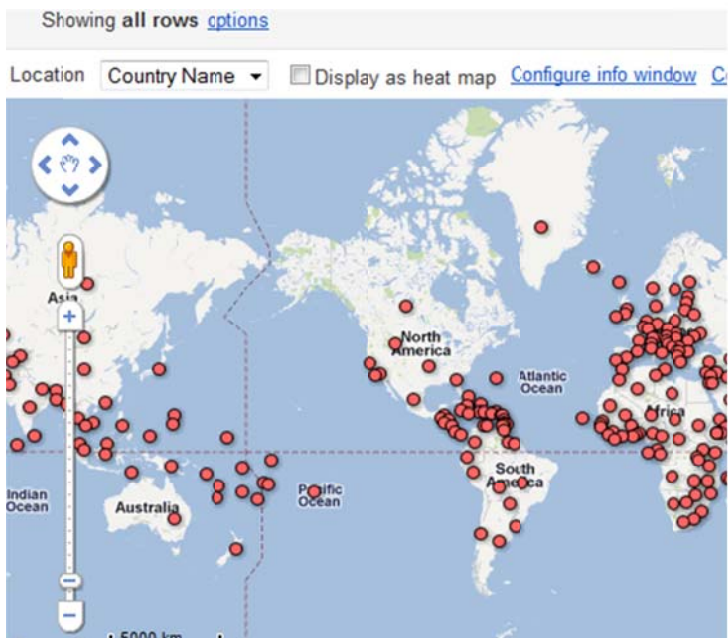 Showing all rows options
Location Country Name Display as heat map Configure info window
Asia
North America
Atlantic Ocean
Africa
Indian Ocean
Australia
Pacific Ocean
South America
5000 km